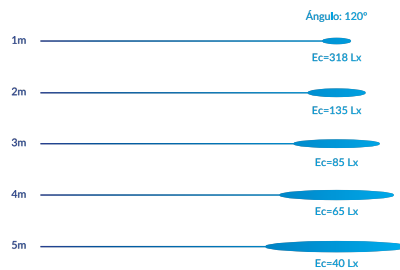 Ángulo: 120°
1m
Ec=318 Lx
2m
Ec=135 Lx
3m
Ec=85 Lx
4m
Ec=65 Lx
5m
Ec=40 Lx